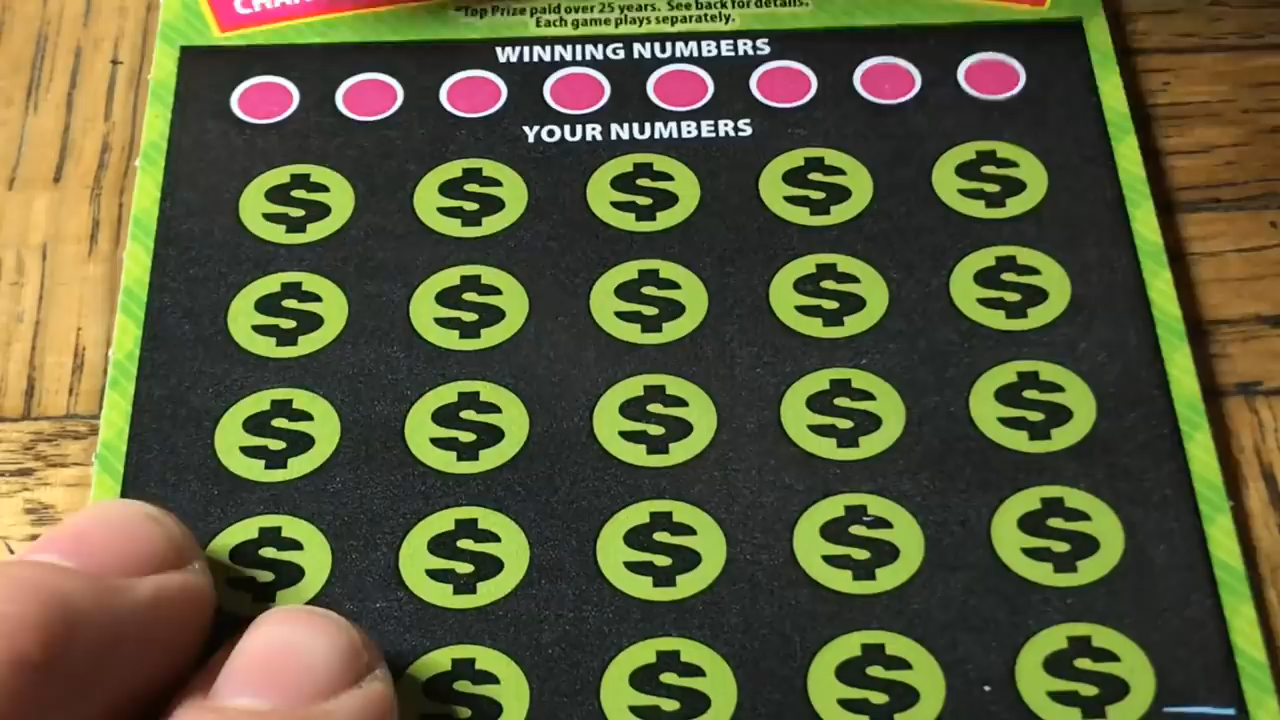 *Top Prize paid over 25 years. See back for details.
Each game plays separately.
WINNING NUMBERS
YOUR NUMBERS
$ $ $ $ $
$ $ $ $ $
$ $ $ $ $
$ $ $ $ $
$ $ $ $